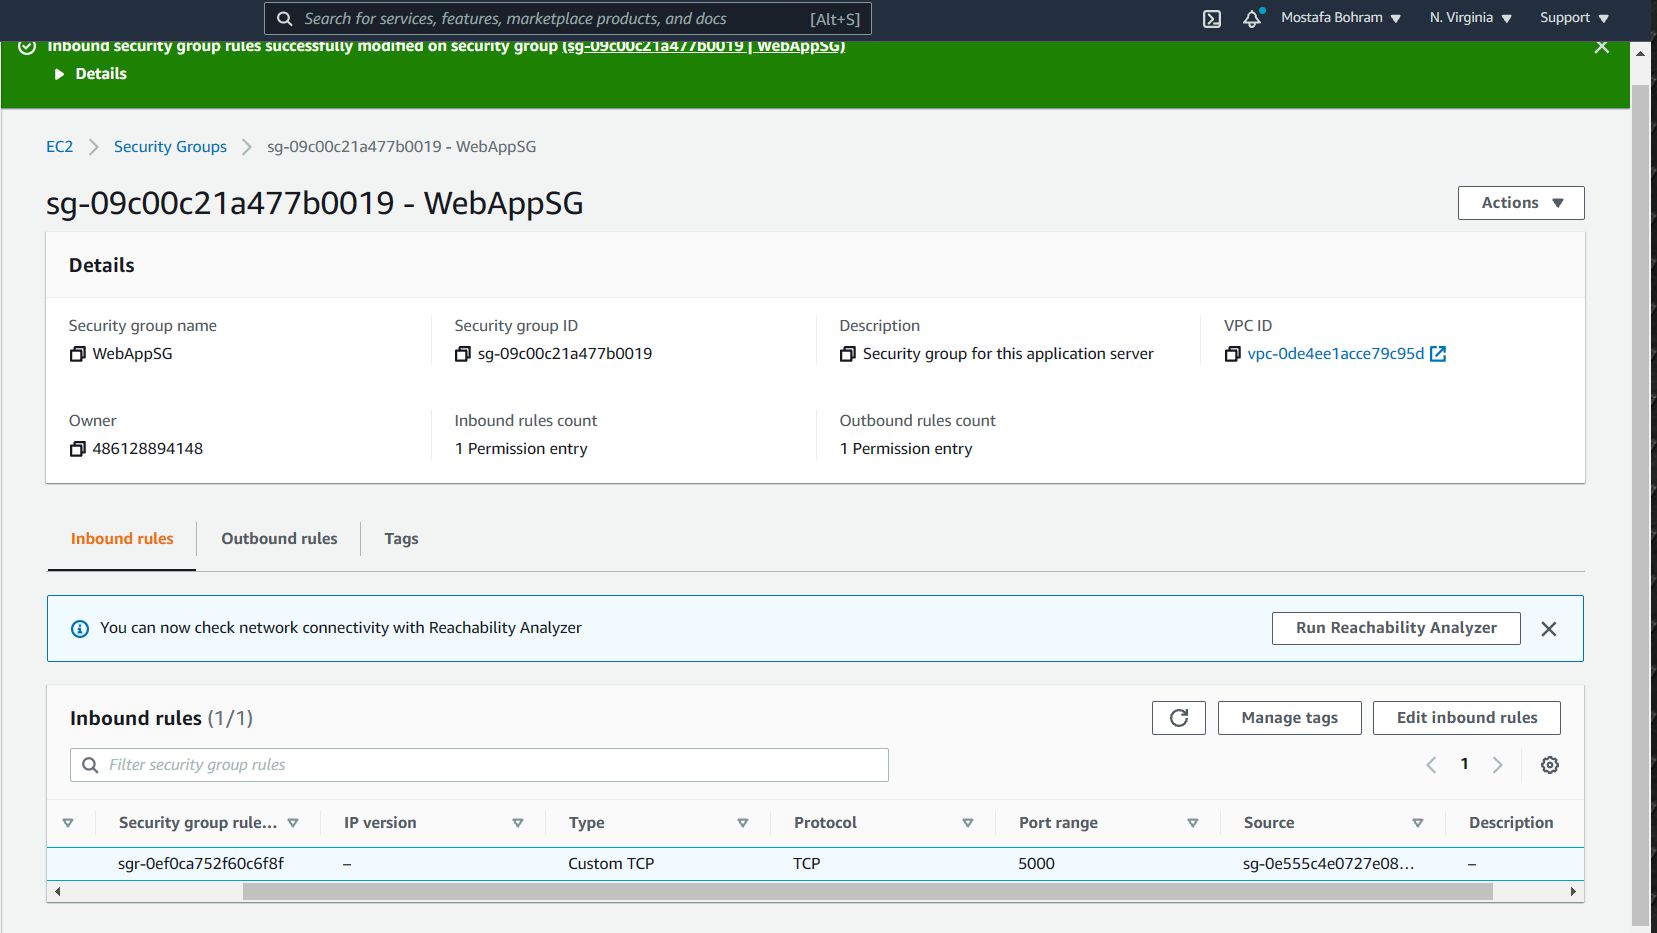 Search for services, features, marketplace products, and docs [Alt+S] Mostafa Bohram N. Virginia Support
Inbound security group rules successfully modified on security group (sg-09c00c21a477b0019 | WebAppSG)
Details
EC2 Security Groups sg-09c00c21a477b0019 - WebAppSG
sg-09c00c21a477b0019 - WebAppSG Actions
Details
Security group name Security group ID Description VPC ID
WebAppSG sg-09c00c21a477b0019 Security group for this application server vpc-0de4ee1acce79c95d
Owner Inbound rules count Outbound rules count
486128894148 1 Permission entry 1 Permission entry
Inbound rules Outbound rules Tags
You can now check network connectivity with Reachability Analyzer Run Reachability Analyzer
Inbound rules (1/1) Manage tags Edit inbound rules
Filter security group rules 1
Security group rule... IP version Type Protocol Port range Source Description
sgr-0ef0ca752f60c6f8f – Custom TCP TCP 5000 sg-0e555c4e0727e08... –